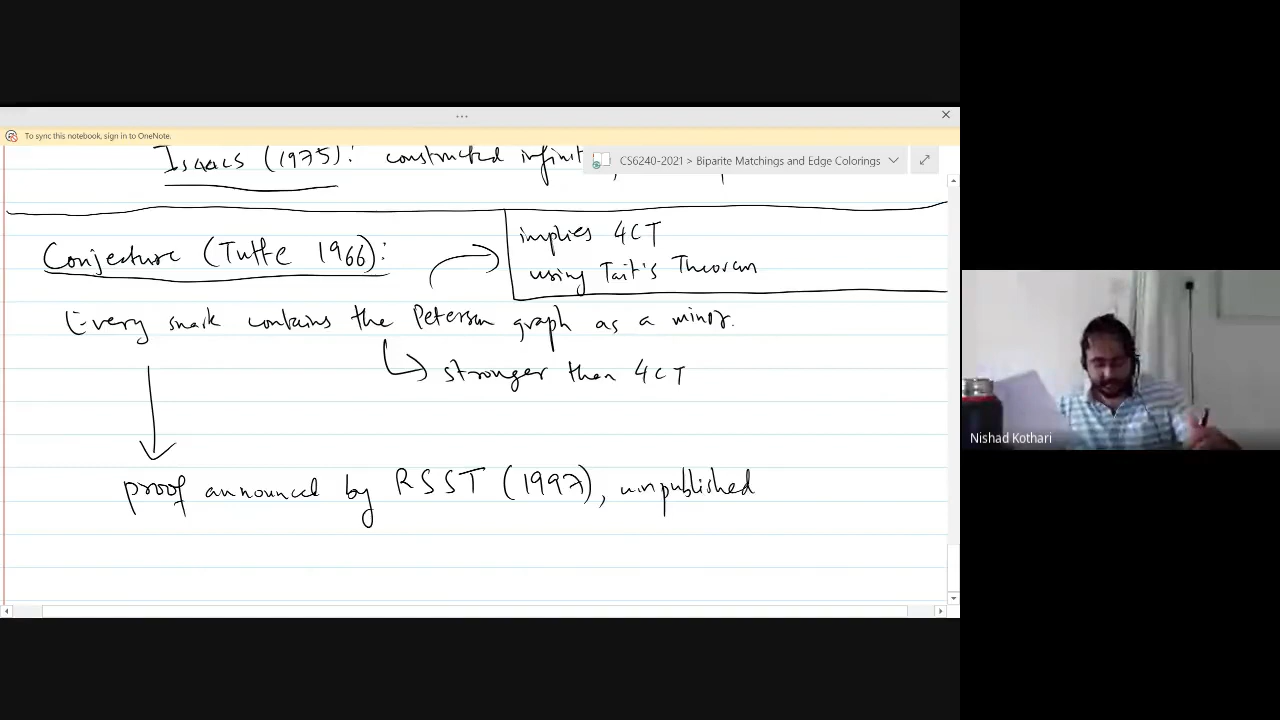 To sync this notebook, sign in to OneNote.
Isaacs (1975): constructed infinit
CS6240-2021 > Biparite Matchings and Edge Colorings
Conjecture (Tutte 1966):
implies 4CT
using Tait's Theorem
Every snark contains the Petersen graph as a minor.
stronger than 4CT
proof announced by RSST (1997), unpublished
Nishad Kothari